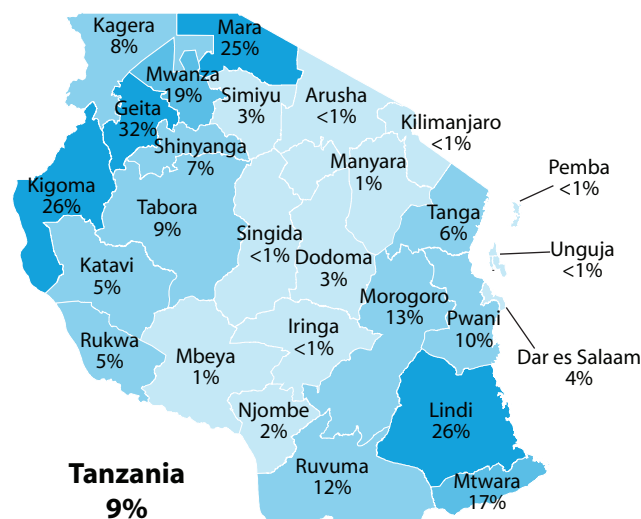 Kagera
8%
Mara
25%
Mwanza
19%
Geita
32%
Simiyu
3%
Arusha
<1%
Kilimanjaro
<1%
Shinyanga
7%
Manyara
1%
Pemba
<1%
Kigoma
26%
Tabora
9%
Singida
<1%
Tanga
6%
Unguja
<1%
Katavi
5%
Dodoma
3%
Morogoro
13%
Pwani
10%
Dar es Salaam
4%
Rukwa
5%
Mbeya
1%
Iringa
<1%
Njombe
2%
Lindi
26%
Ruvuma
12%
Mtwara
17%
Tanzania
9%